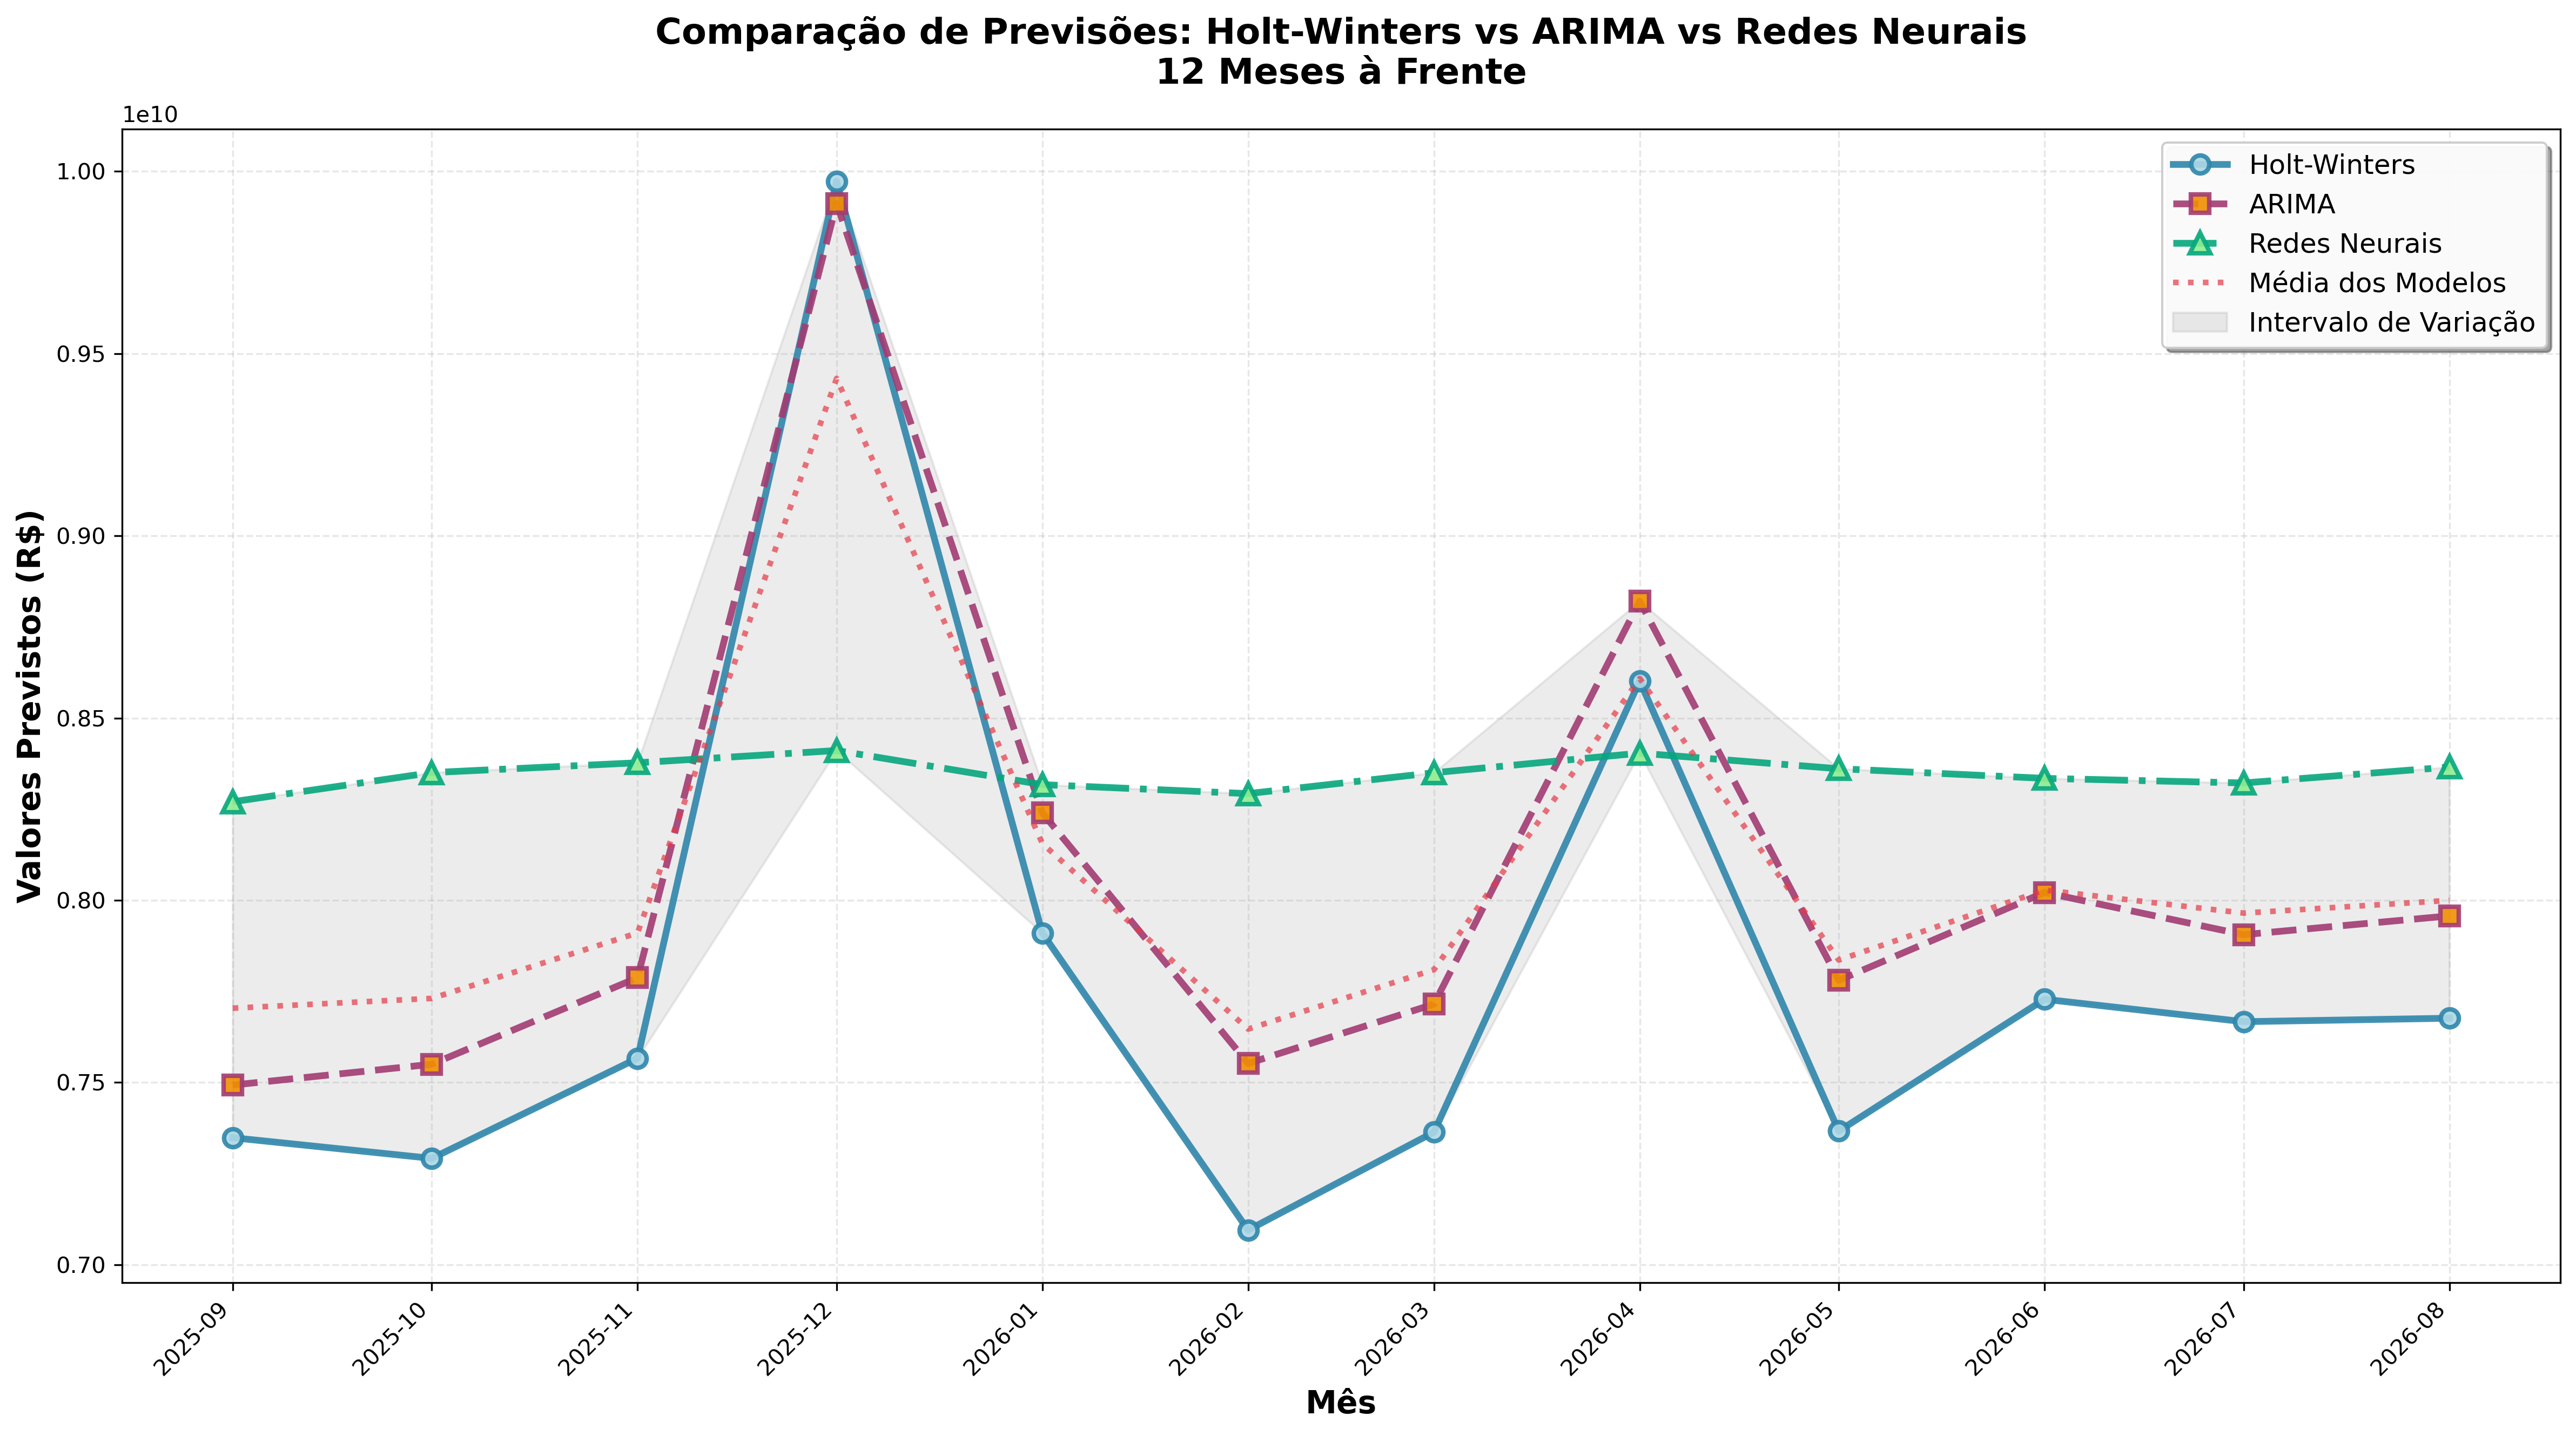 Comparação de Previsões: Holt-Winters vs ARIMA vs Redes Neurais
12 Meses à Frente
1e10
1.00
0.95
0.90
0.85
0.80
0.75
0.70
Valores Previstos (R$)
Holt-Winters
ARIMA
Redes Neurais
Média dos Modelos
Intervalo de Variação
2025-09
2025-10
2025-11
2025-12
2026-01
2026-02
2026-03
2026-04
2026-05
2026-06
2026-07
2026-08
Mês